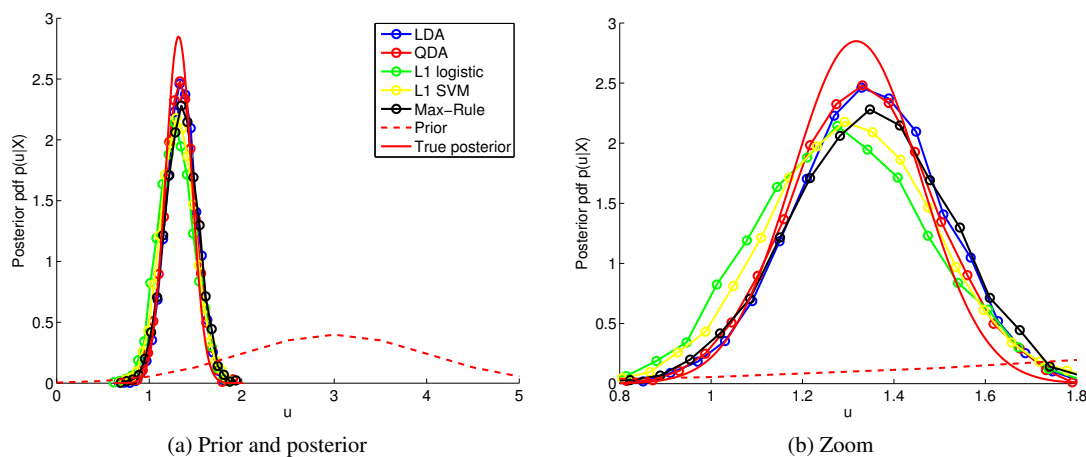 3
2.5
2
1.5
1
0.5
0
Posterior pdf p(u|X)
0 1 2 3 4 5
u
LDA
QDA
L1 logistic
L1 SVM
Max-Rule
Prior
True posterior
(a) Prior and posterior
3
2.5
2
1.5
1
0.5
0
Posterior pdf p(u|X)
0.8 1 1.2 1.4 1.6 1.8
u
(b) Zoom